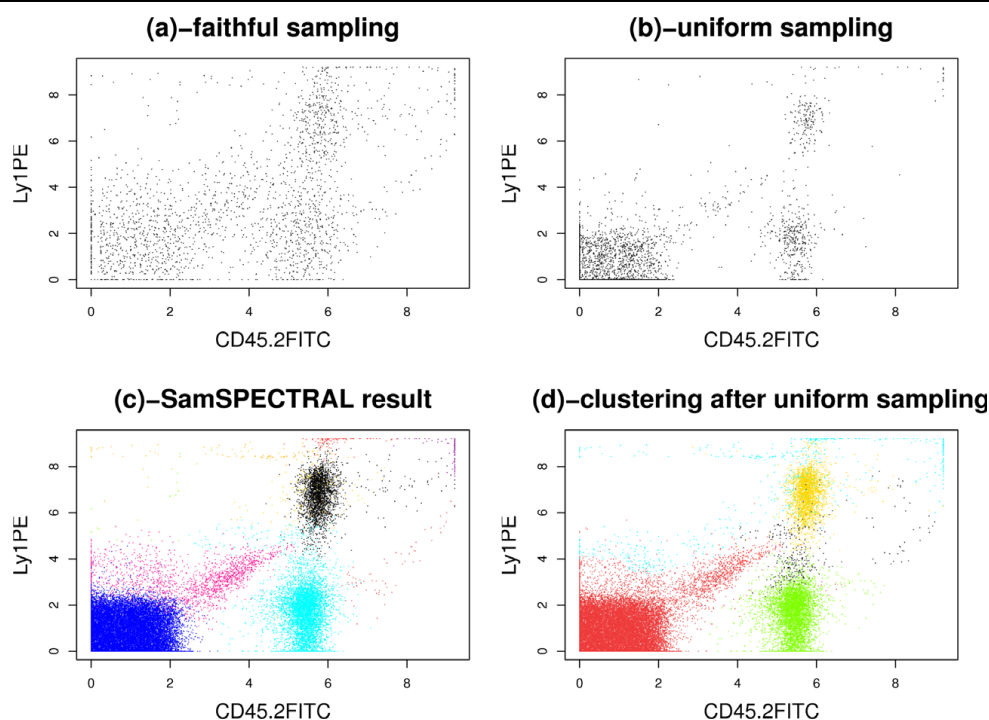 (a)–faithful sampling
(b)–uniform sampling
Ly1PE
8
6
4
2
0
0 2 4 6 8
CD45.2FITC
Ly1PE
8
6
4
2
0
0 2 4 6 8
CD45.2FITC
(c)–SamSPECTRAL result
(d)–clustering after uniform sampling
Ly1PE
8
6
4
2
0
0 2 4 6 8
CD45.2FITC
Ly1PE
8
6
4
2
0
0 2 4 6 8
CD45.2FITC